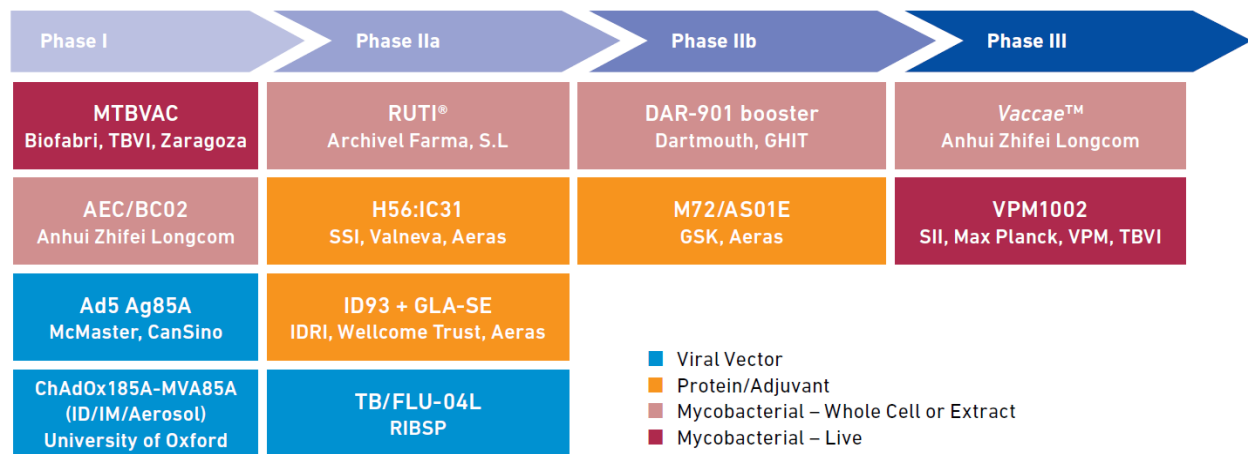 Phase I
Phase IIa
Phase IIb
Phase III
MTBVAC
Biofabri, TBVI, Zaragoza
RUTI®
Archivel Farma, S.L
DAR-901 booster
Dartmouth, GHIT
Vaccae™
Anhui Zhifei Longcom
AEC/BC02
Anhui Zhifei Longcom
H56:IC31
SSI, Valneva, Aeras
M72/AS01E
GSK, Aeras
VPM1002
SII, Max Planck, VPM, TBVI
Ad5 Ag85A
McMaster, CanSino
ID93 + GLA-SE
IDRI, Wellcome Trust, Aeras
ChAdOx185A-MVA85A
(ID/IM/Aerosol)
University of Oxford
TB/FLU-04L
RIBSP
Viral Vector
Protein/Adjuvant
Mycobacterial – Whole Cell or Extract
Mycobacterial – Live